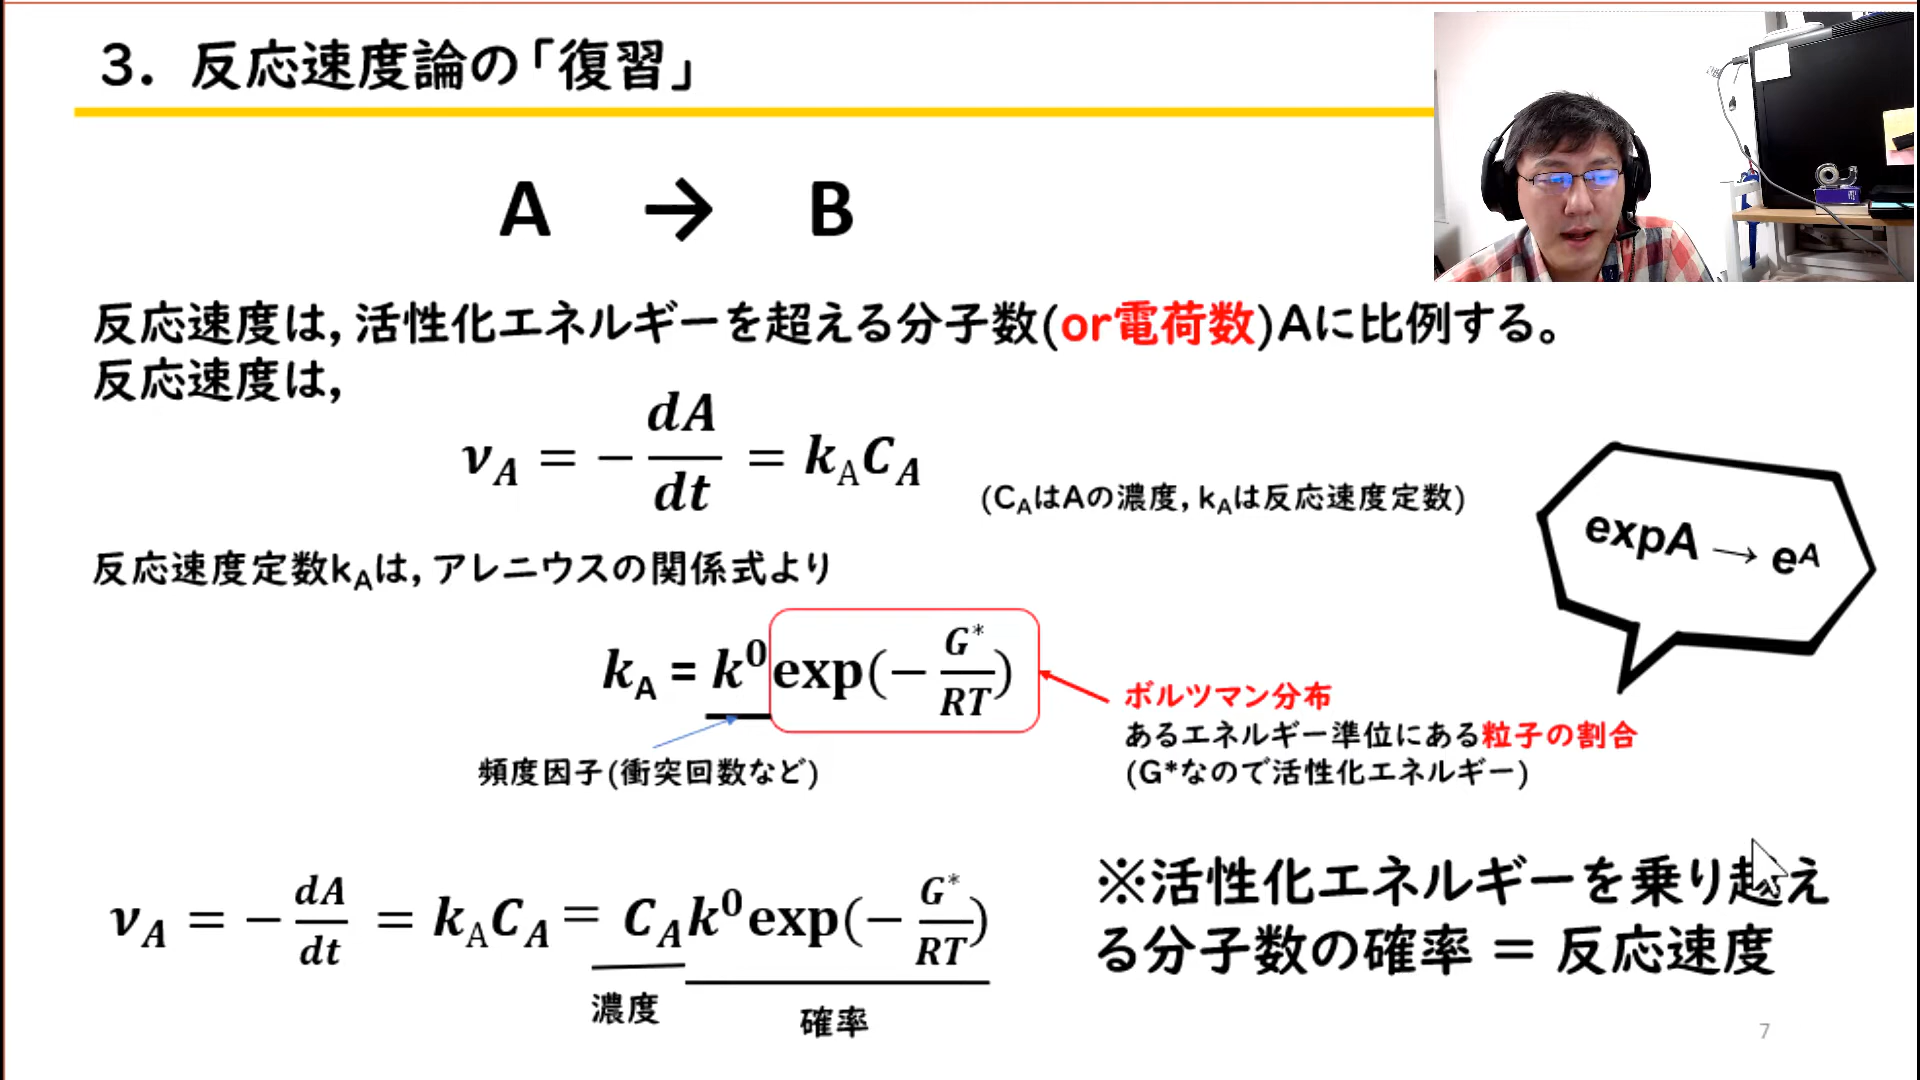 3. 反応速度論の「復習」
A → B
反応速度は, 活性化エネルギーを超える分子数(or電荷数)Aに比例する。
反応速度は,
ν_A = − dA/dt = k_A C_A
(C_AはAの濃度, k_Aは反応速度定数)
expA → e^A
反応速度定数k_Aは, アレニウスの関係式より
k_A = k^0 exp(− G*/RT)
ボルツマン分布
あるエネルギー準位にある粒子の割合
(G*なので活性化エネルギー)
頻度因子(衝突回数など)
ν_A = − dA/dt = k_A C_A = C_A k^0 exp(− G*/RT)
濃度
確率
※活性化エネルギーを乗り越え
る分子数の確率 = 反応速度
7